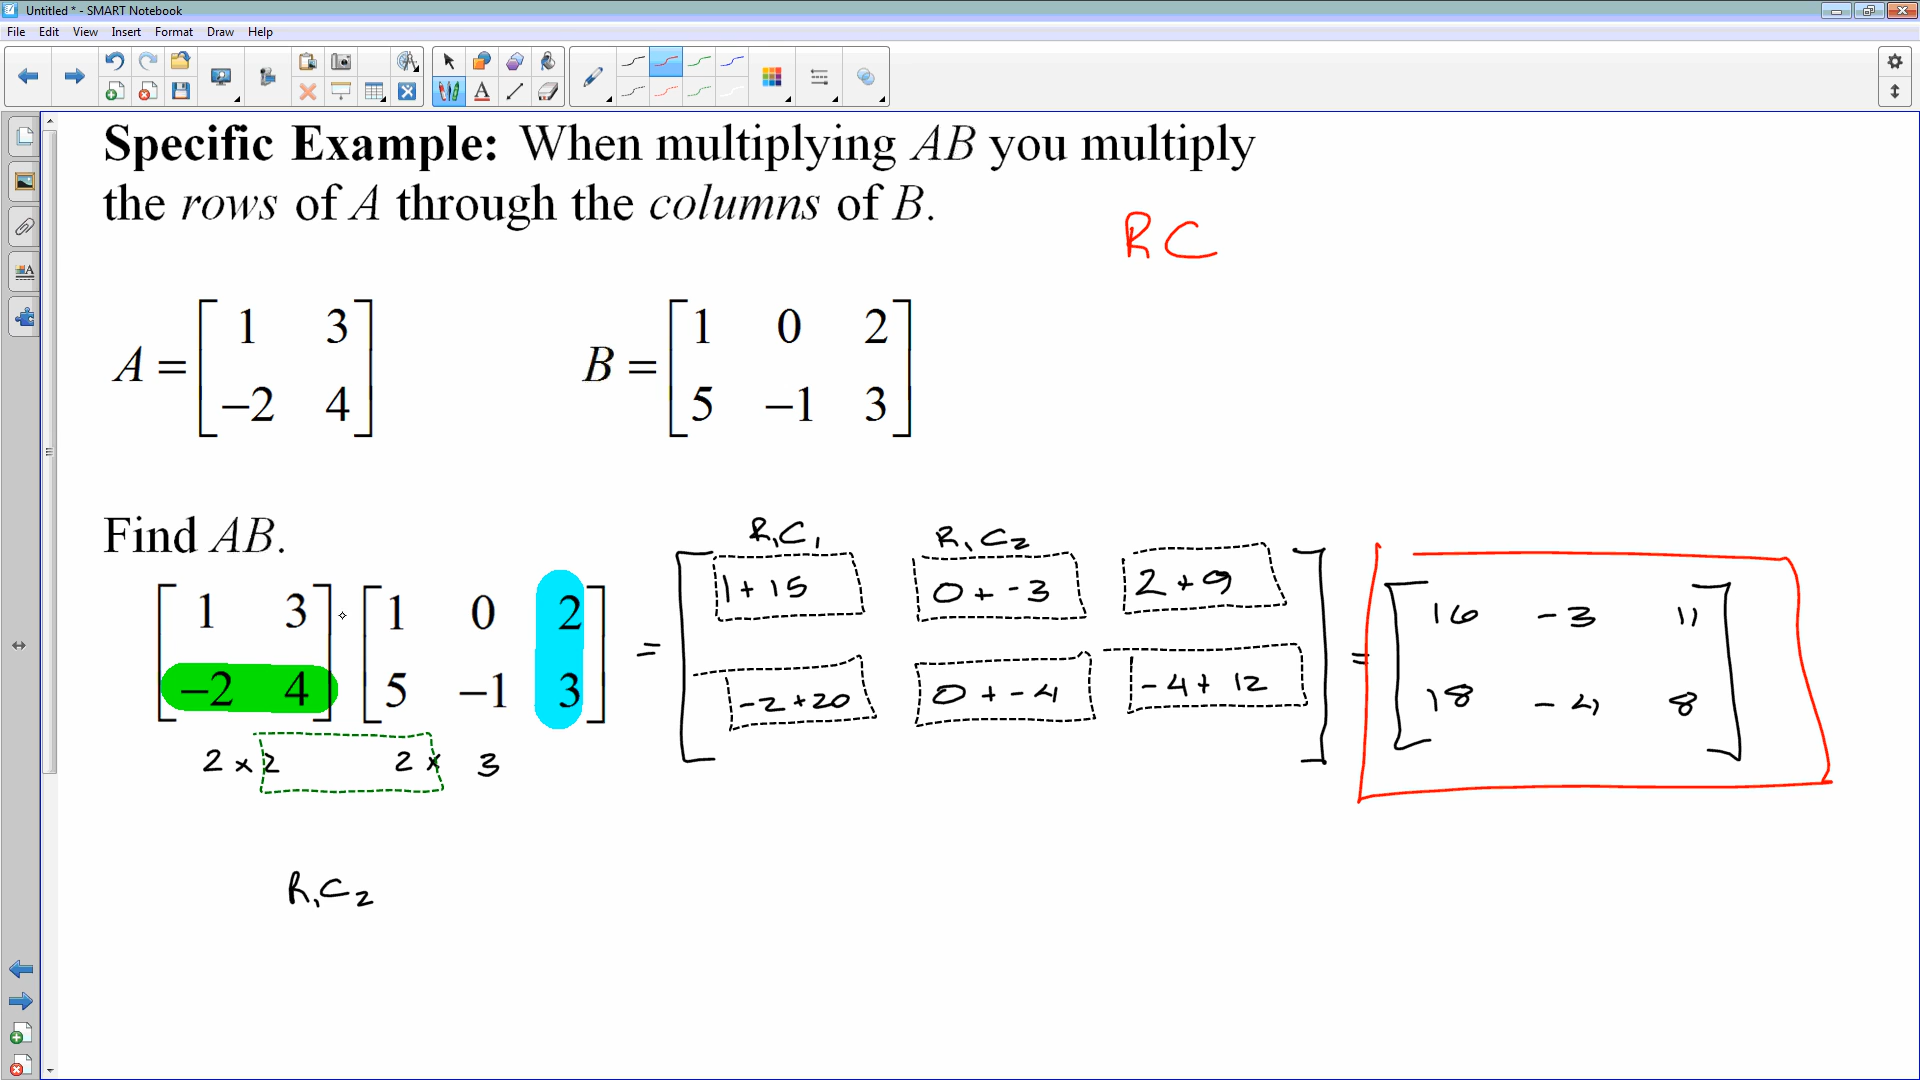 Untitled * - SMART Notebook
File Edit View Insert Format Draw Help
Specific Example: When multiplying AB you multiply
the rows of A through the columns of B.
RC
A = [ 1 3
−2 4 ]
B = [ 1 0 2
5 −1 3 ]
Find AB.
R₁C₁ R₁C₂
[ 1 3 ] · [ 1 0 2 ] = [ 1 + 15 0 + -3 2 + 9 ] = [ 16 -3 11 ]
[ −2 4 ] [ 5 −1 3 ] [ -2 + 20 0 + -4 -4 + 12 ] [ 18 -4 8 ]
2 × 2 2 × 3
R₁C₂